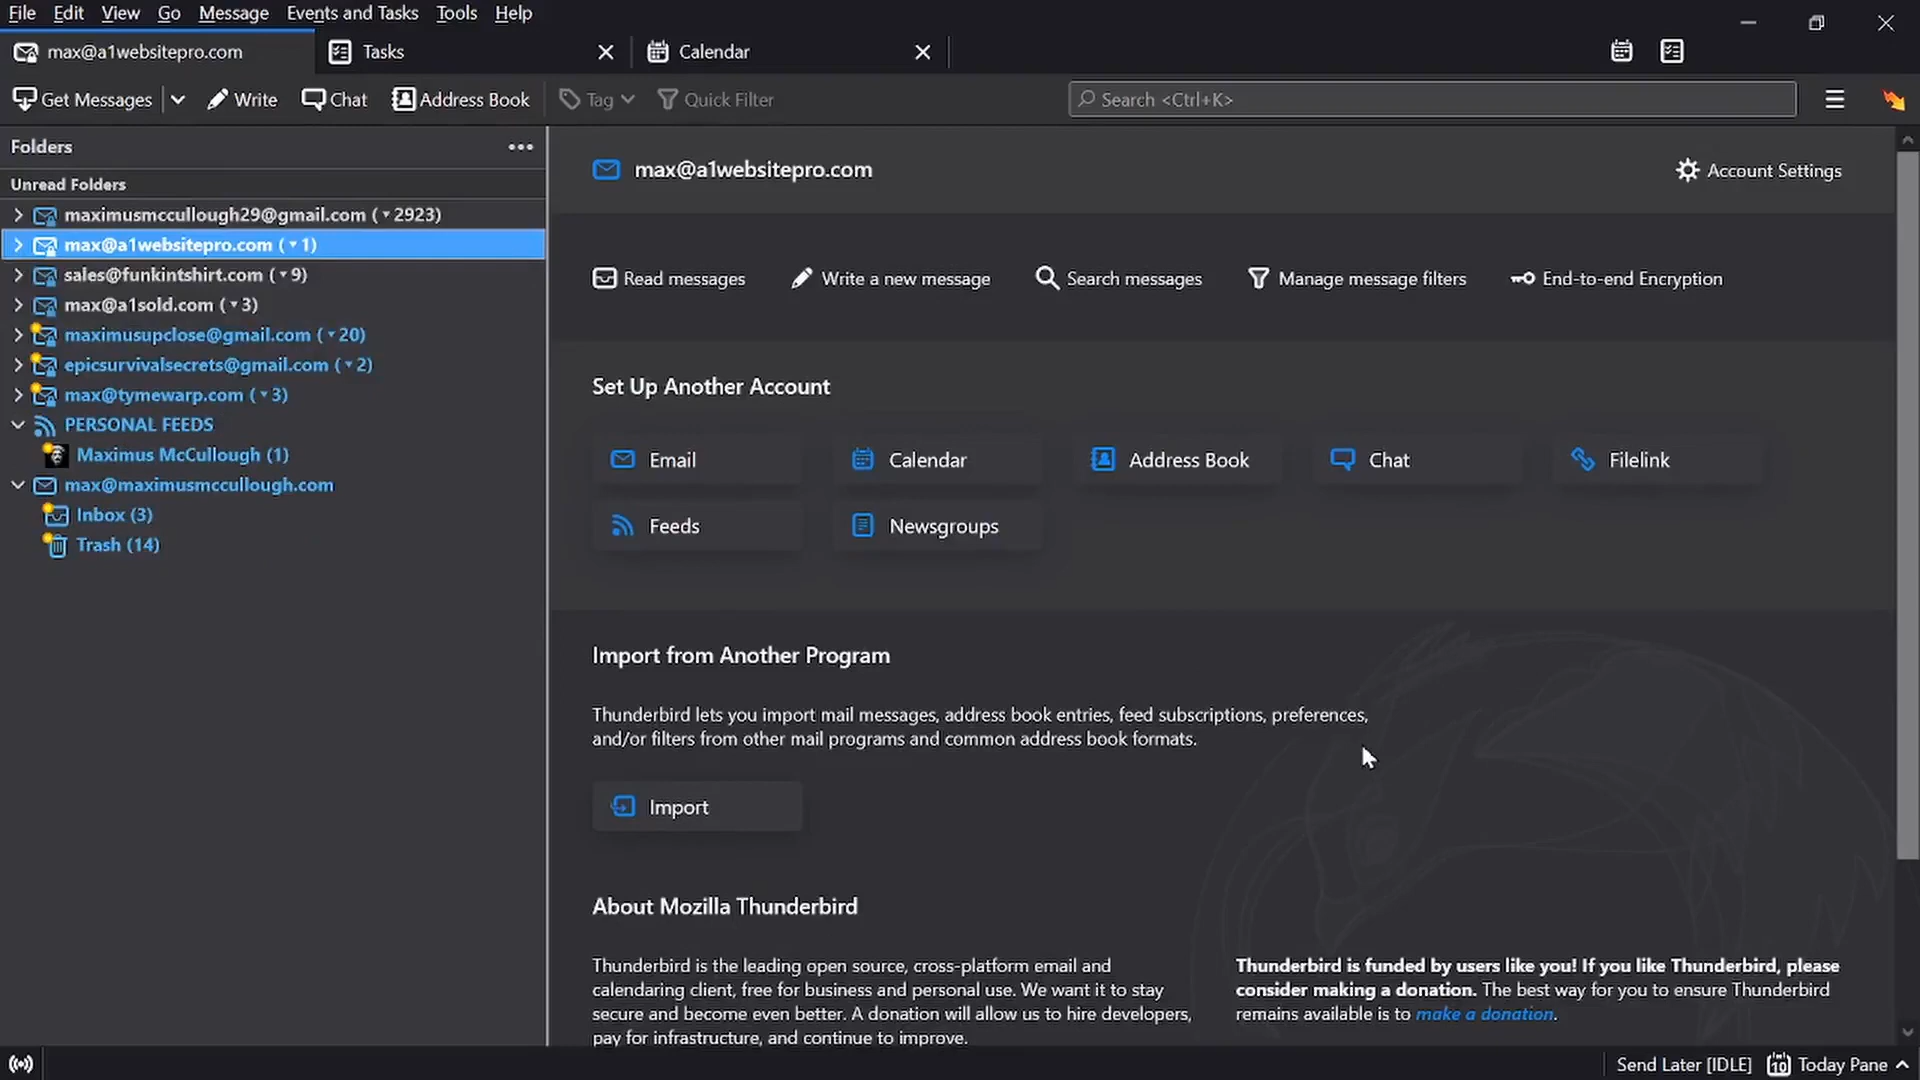 File Edit View Go Message Events and Tasks Tools Help
max@a1websitepro.com Tasks Calendar
Get Messages Write Chat Address Book Tag Quick Filter Search <Ctrl+K>
Folders
Unread Folders
maximusmccullough29@gmail.com (▾2923)
max@a1websitepro.com (▾1)
sales@funkintshirt.com (▾9)
max@a1sold.com (▾3)
maximusupclose@gmail.com (▾20)
epicsurvivalsecrets@gmail.com (▾2)
max@tymewarp.com (▾3)
PERSONAL FEEDS
Maximus McCullough (1)
max@maximusmccullough.com
Inbox (3)
Trash (14)
max@a1websitepro.com Account Settings
Read messages Write a new message Search messages Manage message filters End-to-end Encryption
Set Up Another Account
Email Calendar Address Book Chat Filelink
Feeds Newsgroups
Import from Another Program
Thunderbird lets you import mail messages, address book entries, feed subscriptions, preferences,
and/or filters from other mail programs and common address book formats.
Import
About Mozilla Thunderbird
Thunderbird is the leading open source, cross-platform email and
calendaring client, free for business and personal use. We want it to stay
secure and become even better. A donation will allow us to hire developers,
pay for infrastructure, and continue to improve.
Thunderbird is funded by users like you! If you like Thunderbird, please
consider making a donation. The best way for you to ensure Thunderbird
remains available is to make a donation.
Send Later [IDLE] 10 Today Pane